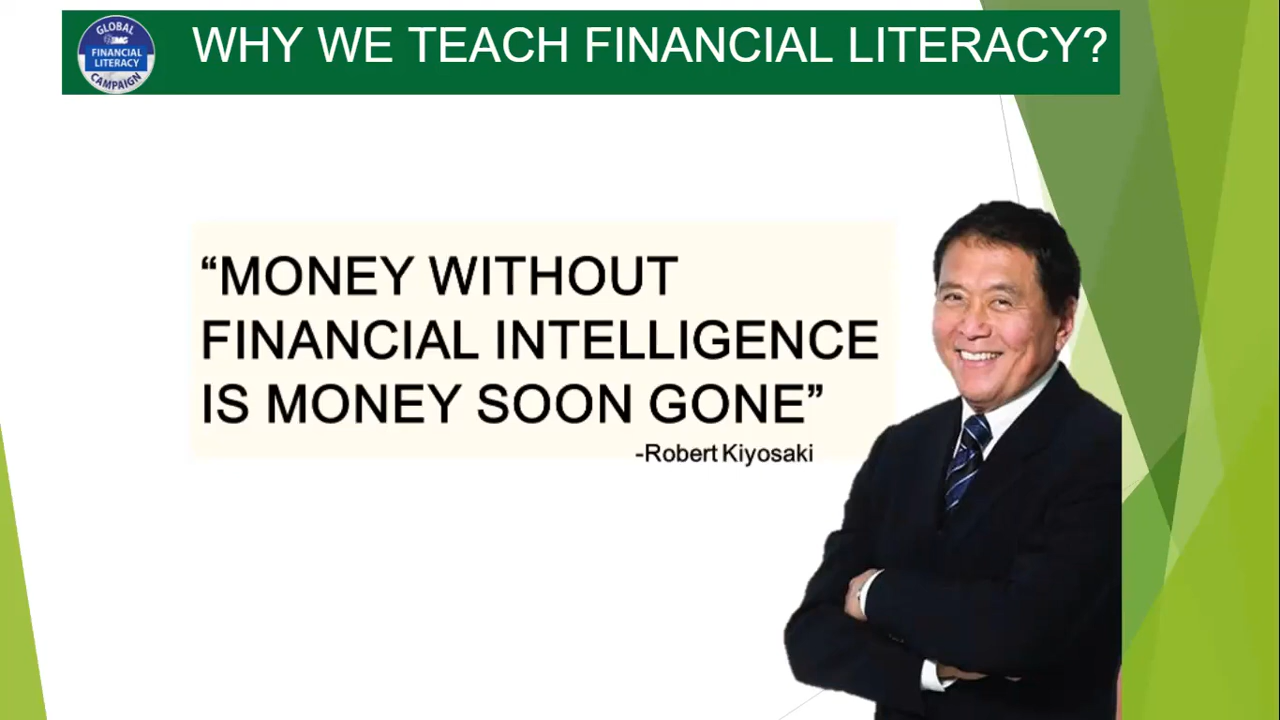 GLOBAL
IMG
FINANCIAL
LITERACY
CAMPAIGN
WHY WE TEACH FINANCIAL LITERACY?
“MONEY WITHOUT
FINANCIAL INTELLIGENCE
IS MONEY SOON GONE”
-Robert Kiyosaki